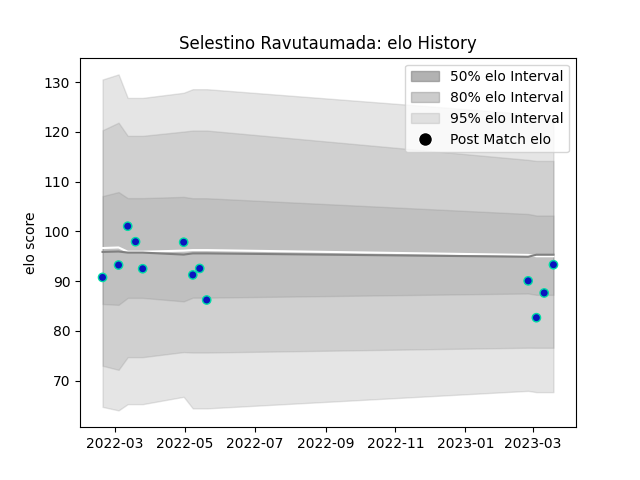 Selestino Ravutaumada: elo History
50% elo Interval
80% elo Interval
95% elo Interval
Post Match elo
elo score
130
120
110
100
90
80
70
2022-03
2022-05
2022-07
2022-09
2022-11
2023-01
2023-03